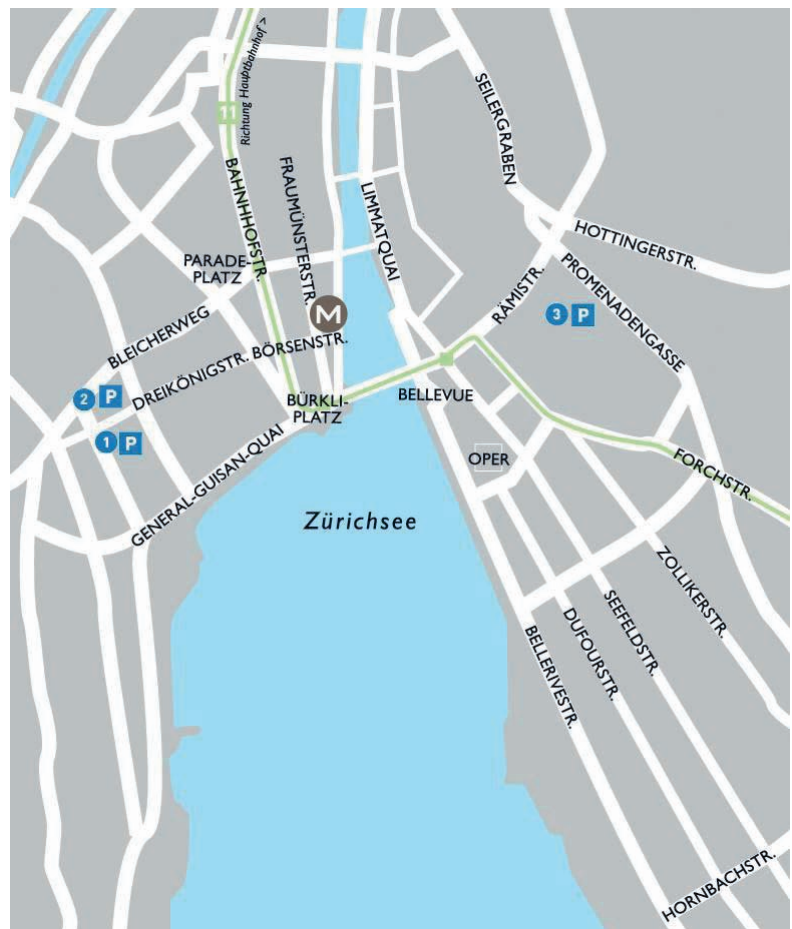 Richtung Hauptbahnhof >
11
SEILERGRABEN
BAHNHHOFSTR.
FRAUMÜNSTERSTR.
LIMMATQUAI
HOTTINGERSTR.
PARADE-
PLATZ
RÄMISTR.
PROMENADENGASSE
M
3 P
BLEICHERWEG
DREIKÖNIGSTR. BÖRSENSTR.
2 P
BÜRKLI-
PLATZ
BELLEVUE
1 P
GENERAL-GUISAN-QUAI
OPER
FORCHSTR.
Zürichsee
ZOLLIKERSTR.
SEEFELDSTR.
DUFOURSTR.
BELLERIVESTR.
HORNBACHSTR.